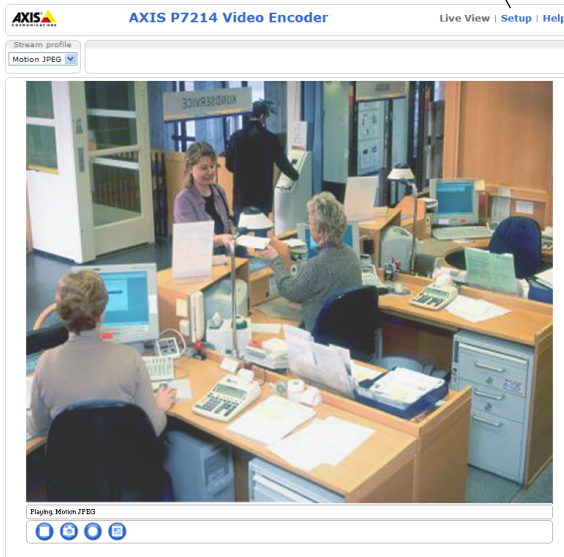 AXIS
COMMUNICATIONS
AXIS P7214 Video Encoder
Live View | Setup | Help
Stream profile
Motion JPEG
KUNDSERVICE
Playing, Motion JPEG